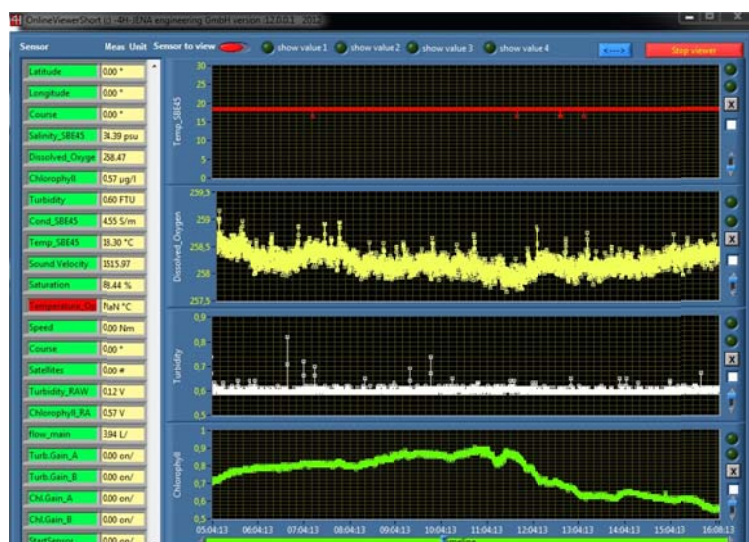 OnlineViewerShort (c) -4H-JENA engineering GmbH version :12.0.0.1 2012
Sensor Meas Unit Sensor to view show value 1 show value 2 show value 3 show value 4 <---> Stop viewer
Latitude 0.00 °
Longitude 0.00 °
Course 0.00 °
Salinity_SBE45 34.39 psu
Dissolved_Oxyge 258.47
Chlorophyll 0.57 µg/l
Turbidity 0.60 FTU
Cond_SBE45 4.55 S/m
Temp_SBE45 18.30 °C
Sound Velocity 1515.97
Saturation 88.44 %
Temperature_Op NaN °C
Speed 0.00 Nm
Course 0.00 °
Satellites 0.00 #
Turbidity_RAW 0.12 V
Chlorophyll_RA 0.57 V
flow_main 3.94 L/
Turb.Gain_A 0.00 on/
Turb.Gain_B 0.00 on/
Chl.Gain_A 0.00 on/
Chl.Gain_B 0.00 on/
StartSensor 0.00 on/
Temp_SBE45
30
25
20
15
10
5
0
X
Dissolved_Oxygen
259,5
259
258,5
258
257,5
X
Turbidity
0,9
0,8
0,7
0,6
0,5
X
Chlorophyll
1
0,9
0,8
0,7
0,6
0,5
X
05:04:13 06:04:13 07:04:13 08:04:13 09:04:13 10:04:13 11:04:13 12:04:13 13:04:13 14:04:13 15:04:13 16:08:13